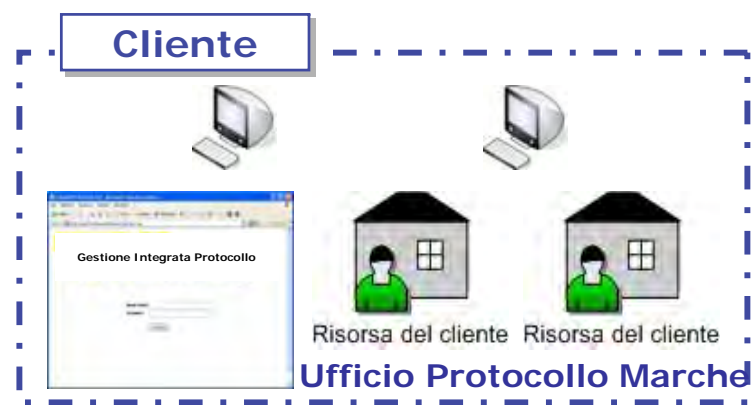 Cliente
Gestione Integrata Protocollo
Risorsa del cliente Risorsa del cliente
Ufficio Protocollo Marche